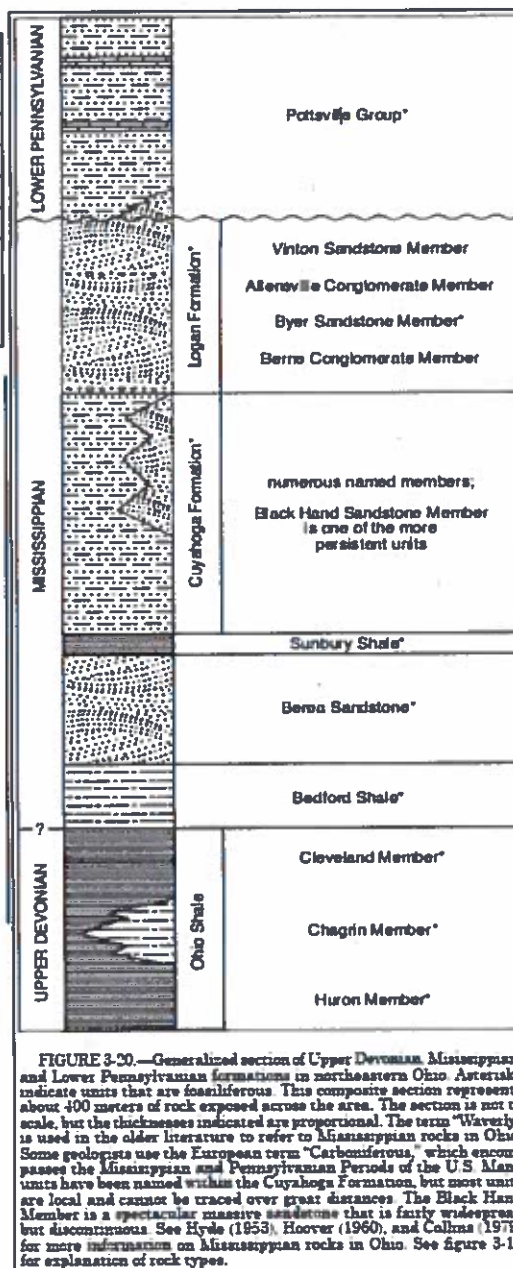 LOWER PENNSYLVANIAN
Pottsville Group*
MISSISSIPPIAN
Logan Formation*
Vinton Sandstone Member
Allensville Conglomerate Member
Byer Sandstone Member*
Berne Conglomerate Member
Cuyahoga Formation*
numerous named members;
Black Hand Sandstone Member
is one of the more
persistent units
Sunbury Shale*
Berea Sandstone*
Bedford Shale*
?
UPPER DEVONIAN
Ohio Shale
Cleveland Member*
Chagrin Member*
Huron Member*
FIGURE 3-20.—Generalized section of Upper Devonian, Mississippian
and Lower Pennsylvanian formations in northeastern Ohio. Asterisk
indicate units that are fossiliferous. This composite section represent
about 400 meters of rock exposed across the area. The section is not t
scale, but the thicknesses indicated are proportional. The term "Waverly
is used in the older literature to refer to Mississippian rocks in Ohio
Some geologists use the European term "Carboniferous," which encom
passes the Mississippian and Pennsylvanian Periods of the U.S. Man
units have been named within the Cuyahoga Formation, but most unit
are local and cannot be traced over great distances. The Black Han
Member is a spectacular massive sandstone that is fairly widespread
but discontinuous. See Hyde (1953), Hoover (1960), and Collins (1979
for more information on Mississippian rocks in Ohio. See figure 3-1
for explanation of rock types.